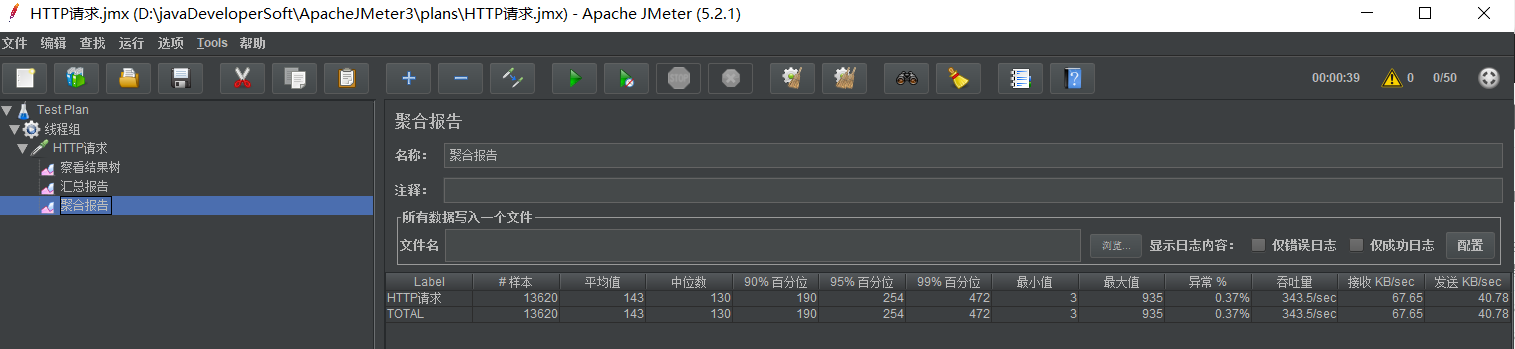 HTTP请求.jmx (D:\javaDeveloperSoft\ApacheJMeter3\plans\HTTP请求.jmx) - Apache JMeter (5.2.1)
文件 编辑 查找 运行 选项 Tools 帮助
STOP 00:00:39 0 0/50
Test Plan
线程组
HTTP请求
察看结果树
汇总报告
聚合报告
聚合报告
名称： 聚合报告
注释：
所有数据写入一个文件
文件名 浏览... 显示日志内容： 仅错误日志 仅成功日志 配置
Label # 样本 平均值 中位数 90% 百分位 95% 百分位 99% 百分位 最小值 最大值 异常 % 吞吐量 接收 KB/sec 发送 KB/sec
HTTP请求 13620 143 130 190 254 472 3 935 0.37% 343.5/sec 67.65 40.78
TOTAL 13620 143 130 190 254 472 3 935 0.37% 343.5/sec 67.65 40.78